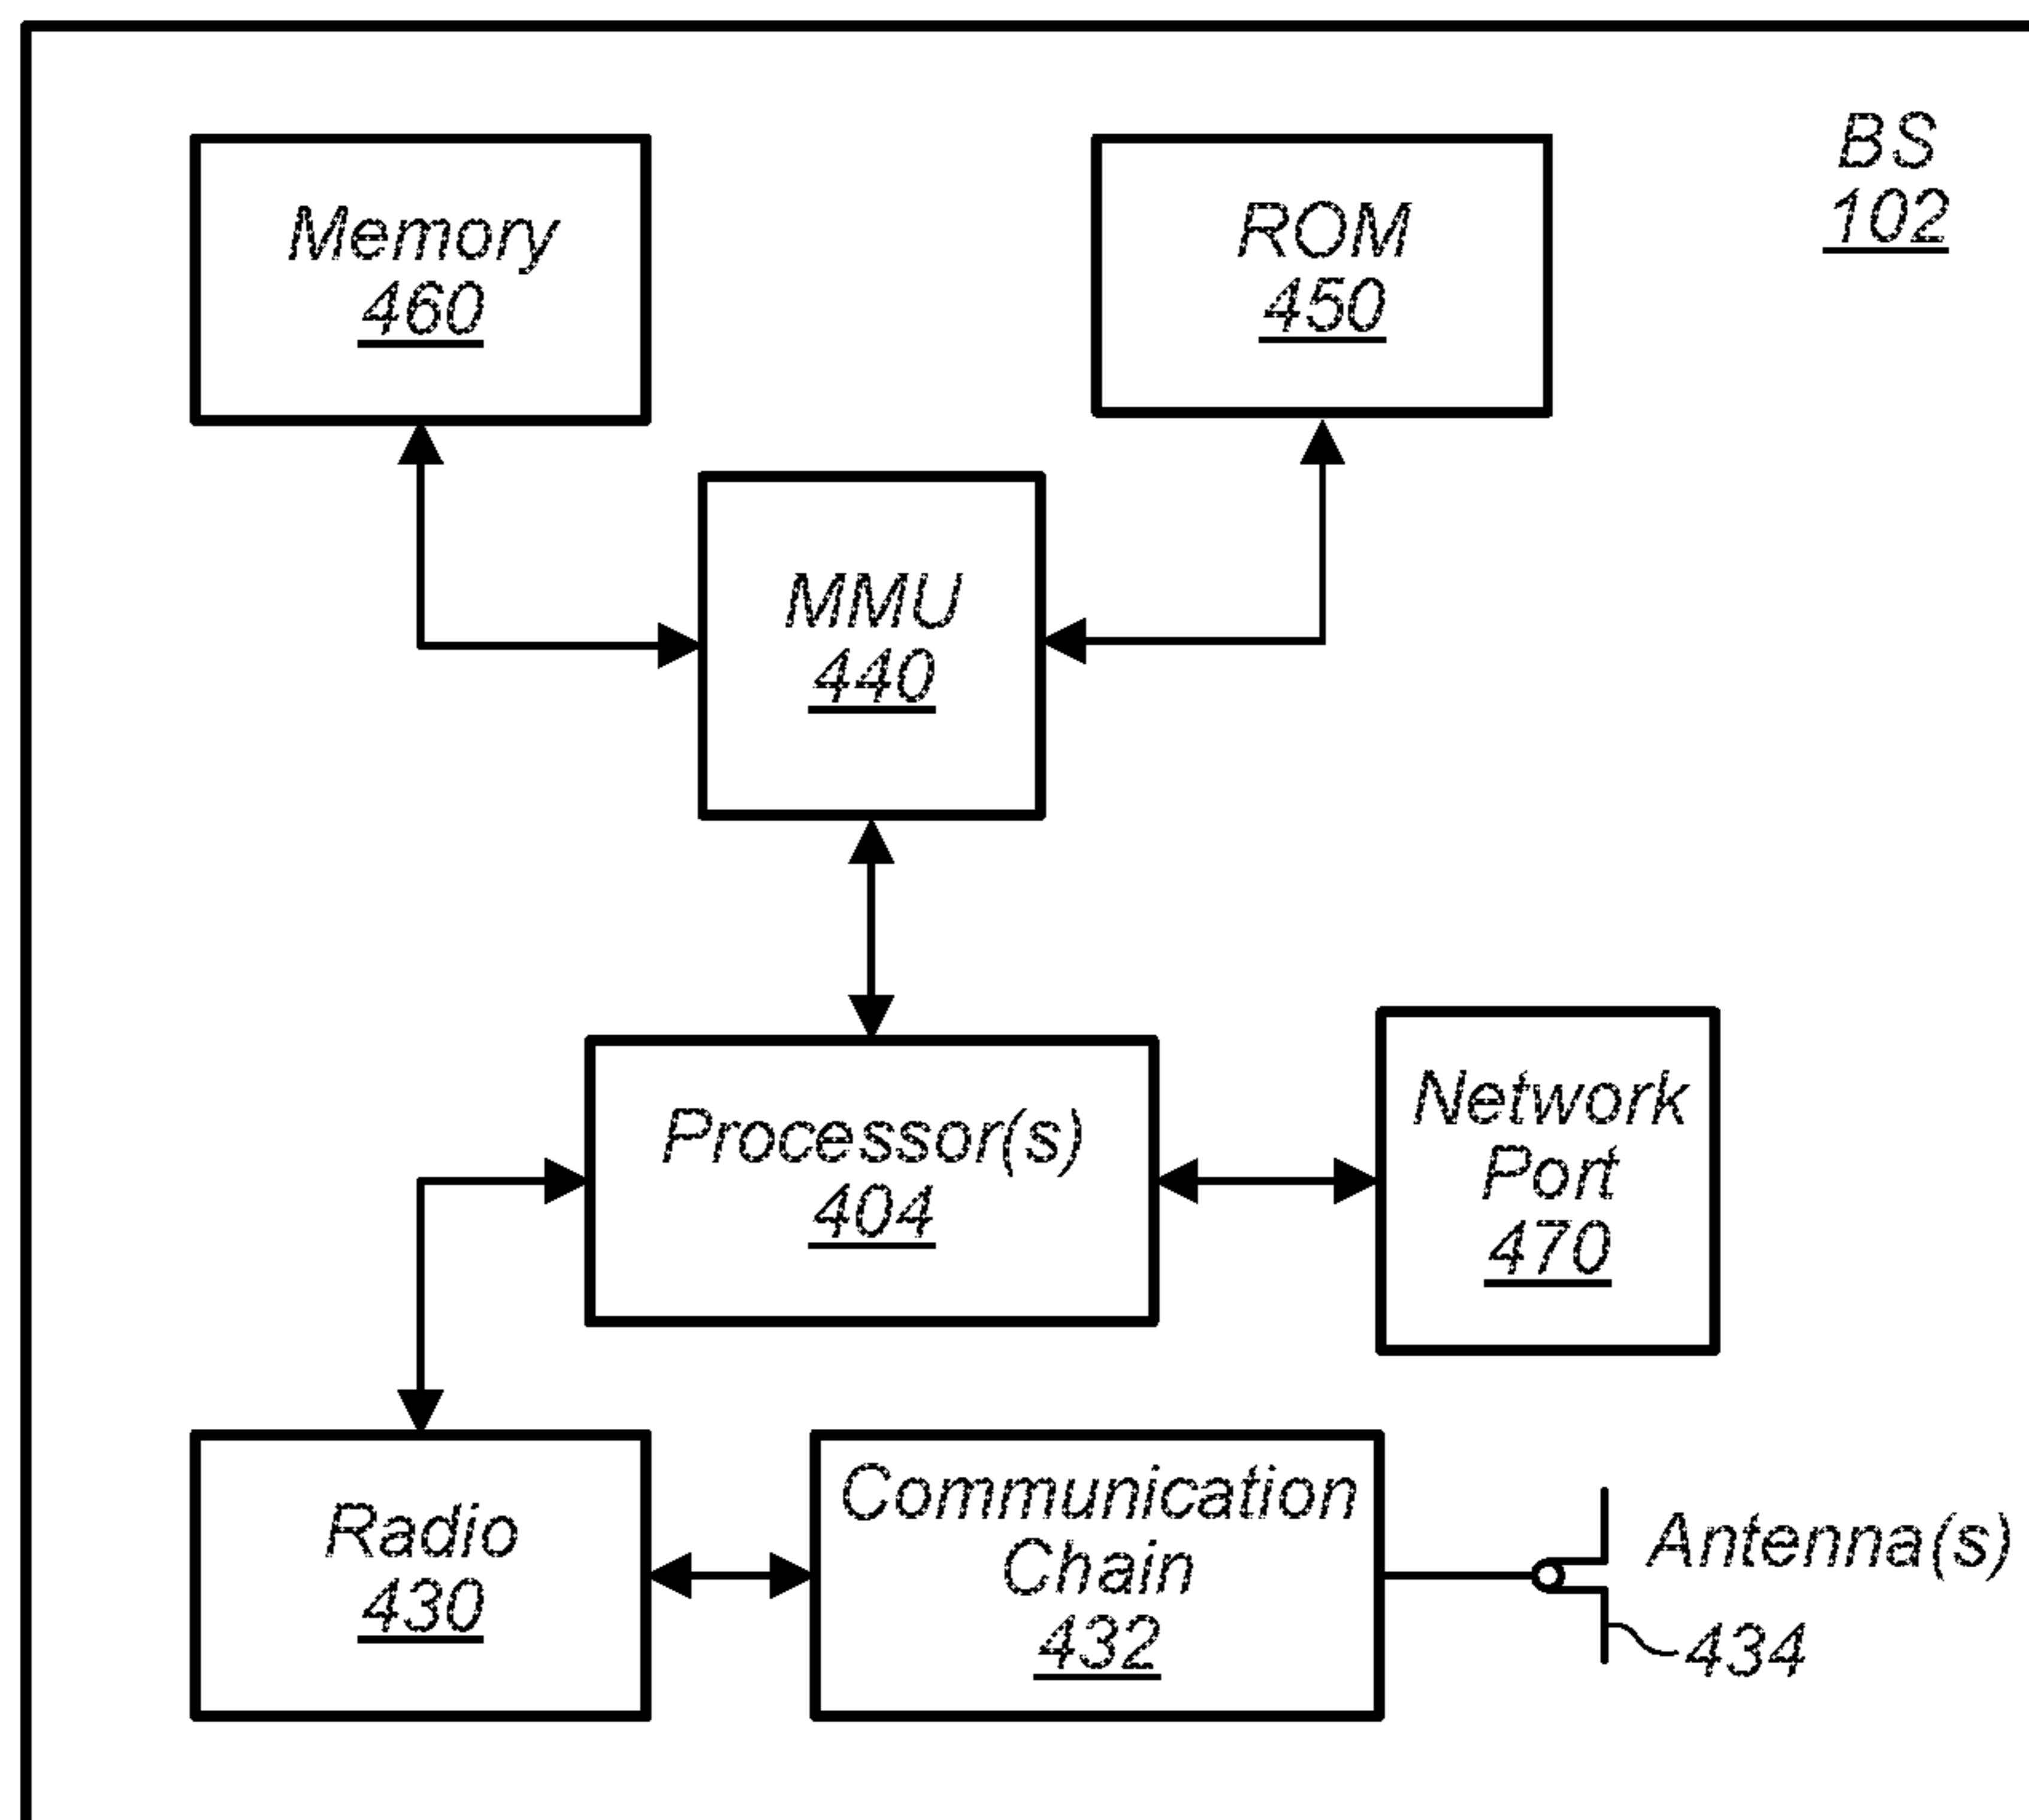 BS
102
Memory
460
ROM
450
MMU
440
Processor(s)
404
Network
Port
470
Radio
430
Communication
Chain
432
Antenna(s)
434